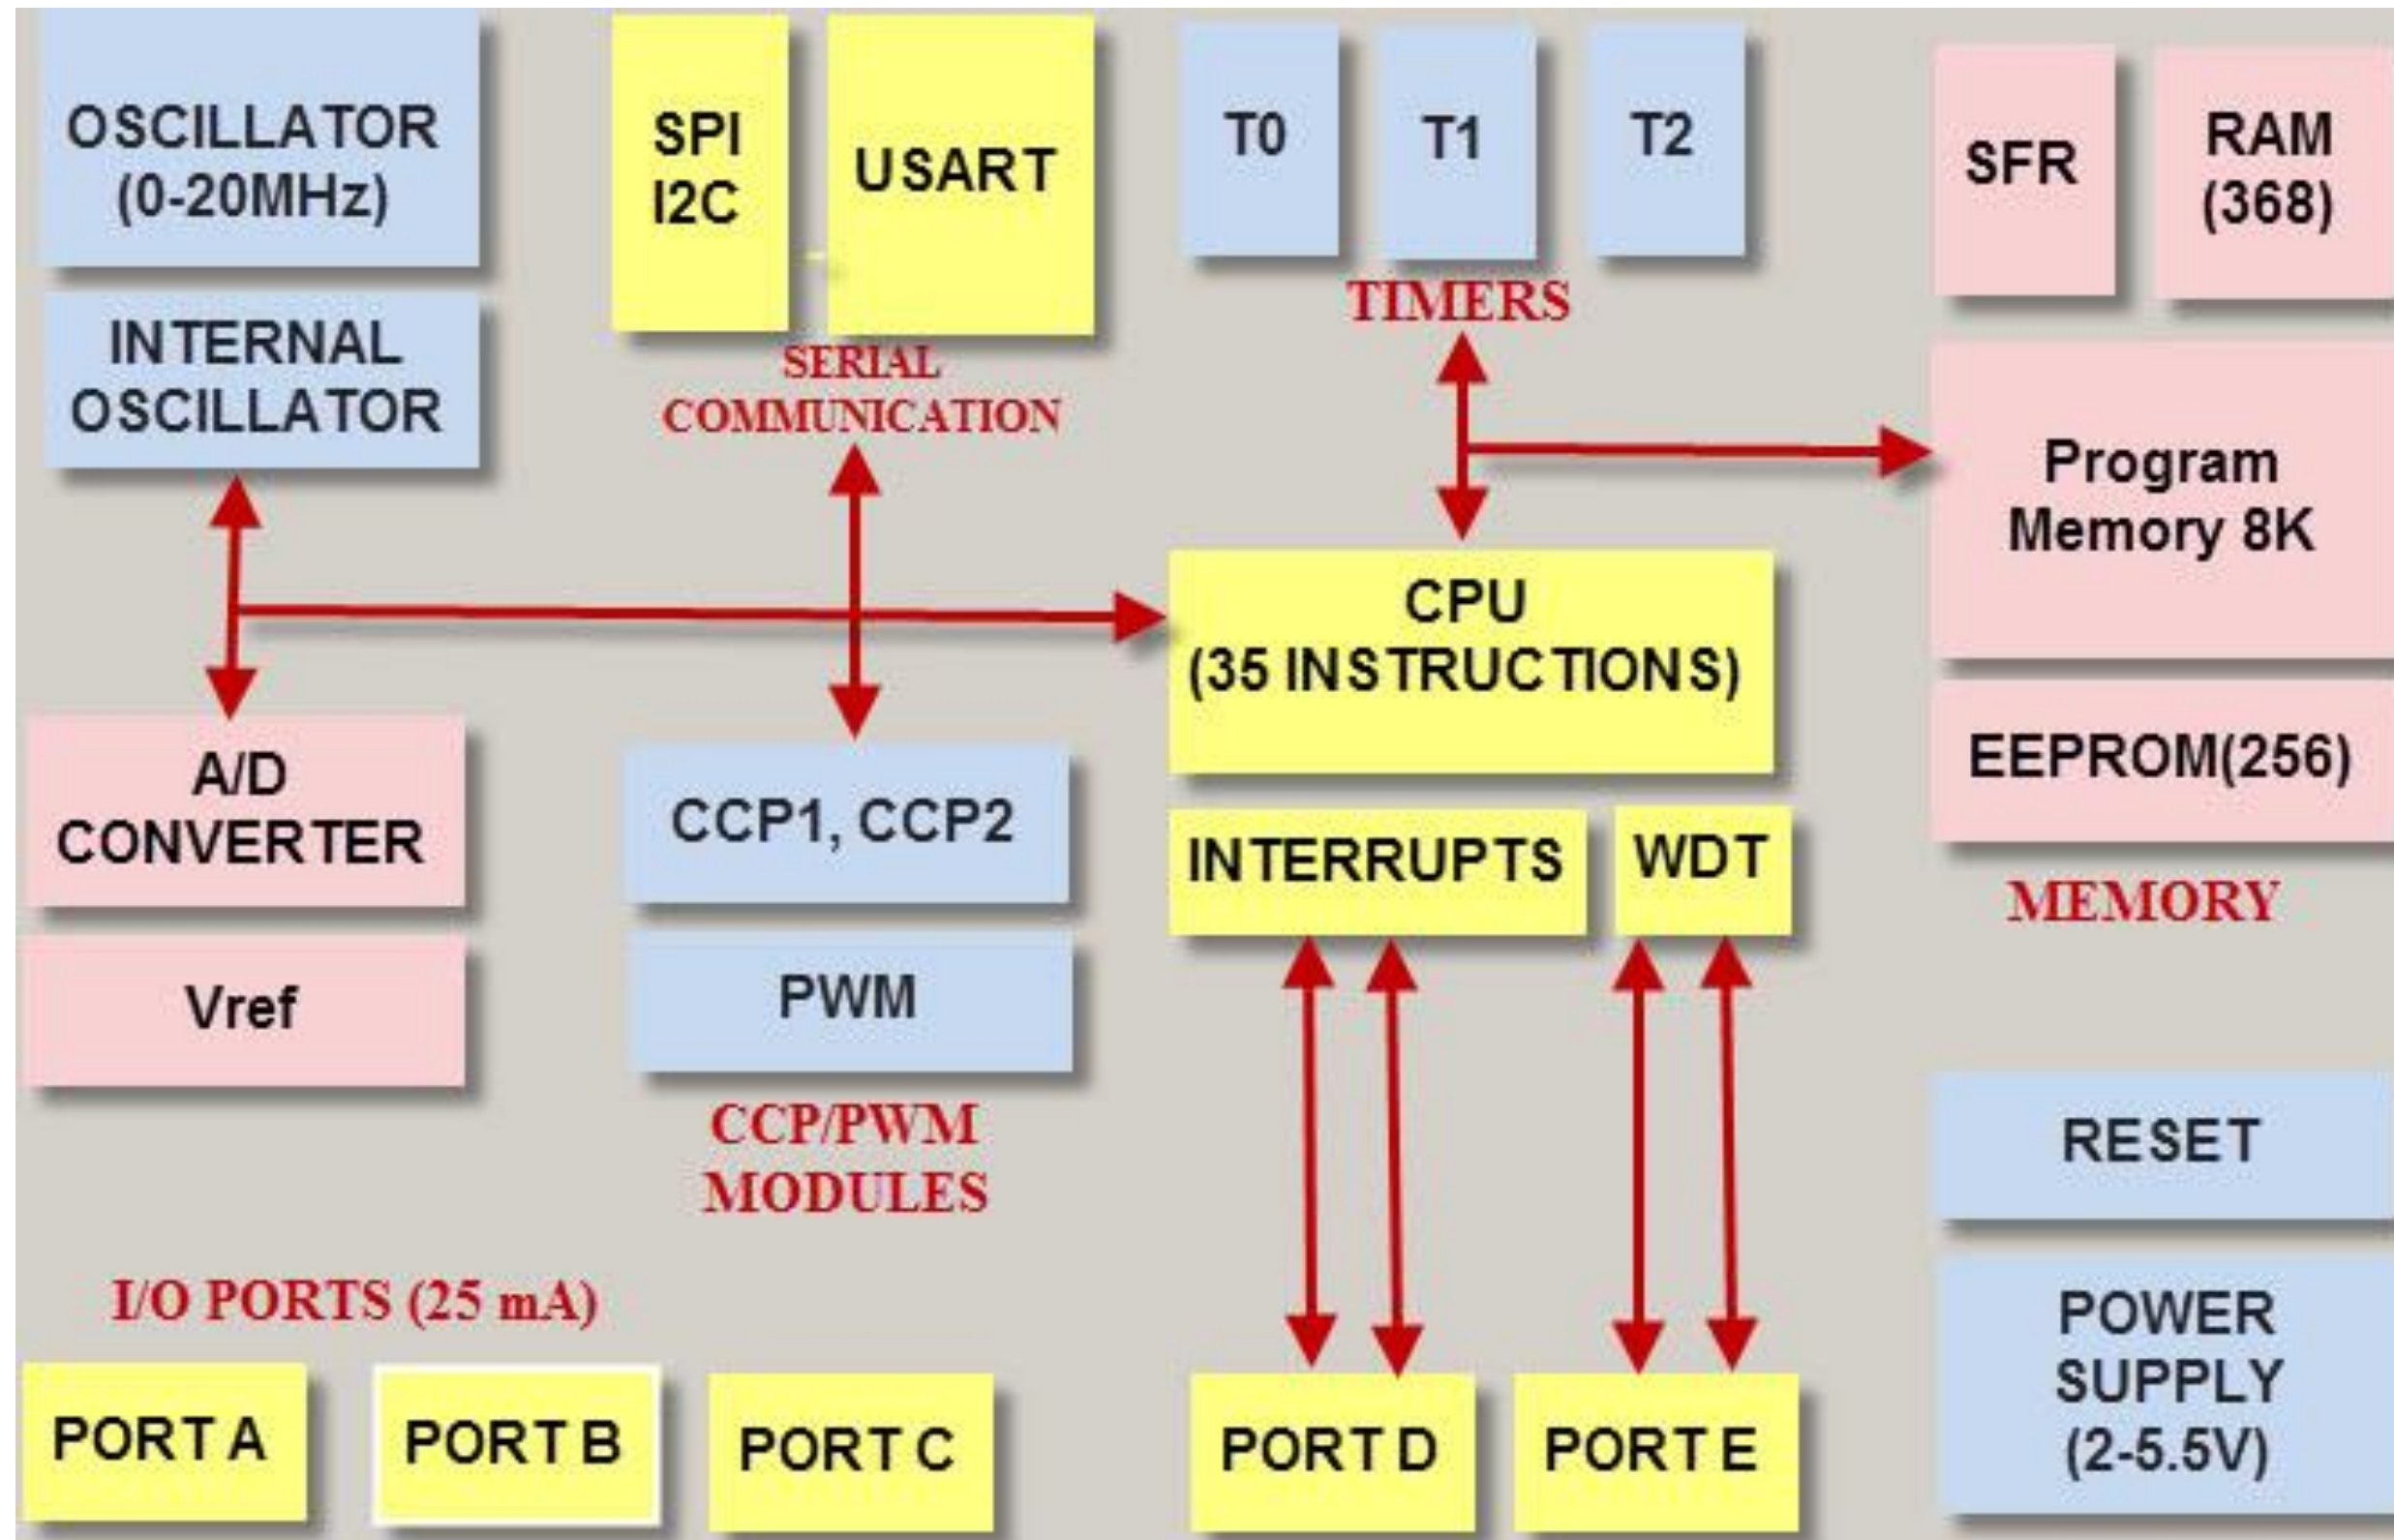 OSCILLATOR
(0-20MHz)
INTERNAL
OSCILLATOR
SPI
I2C
USART
SERIAL
COMMUNICATION
T0
T1
T2
TIMERS
SFR
RAM
(368)
Program
Memory 8K
EEPROM(256)
MEMORY
CPU
(35 INSTRUCTIONS)
INTERRUPTS
WDT
A/D
CONVERTER
Vref
CCP1, CCP2
PWM
CCP/PWM
MODULES
RESET
POWER
SUPPLY
(2-5.5V)
I/O PORTS (25 mA)
PORT A
PORT B
PORT C
PORT D
PORT E